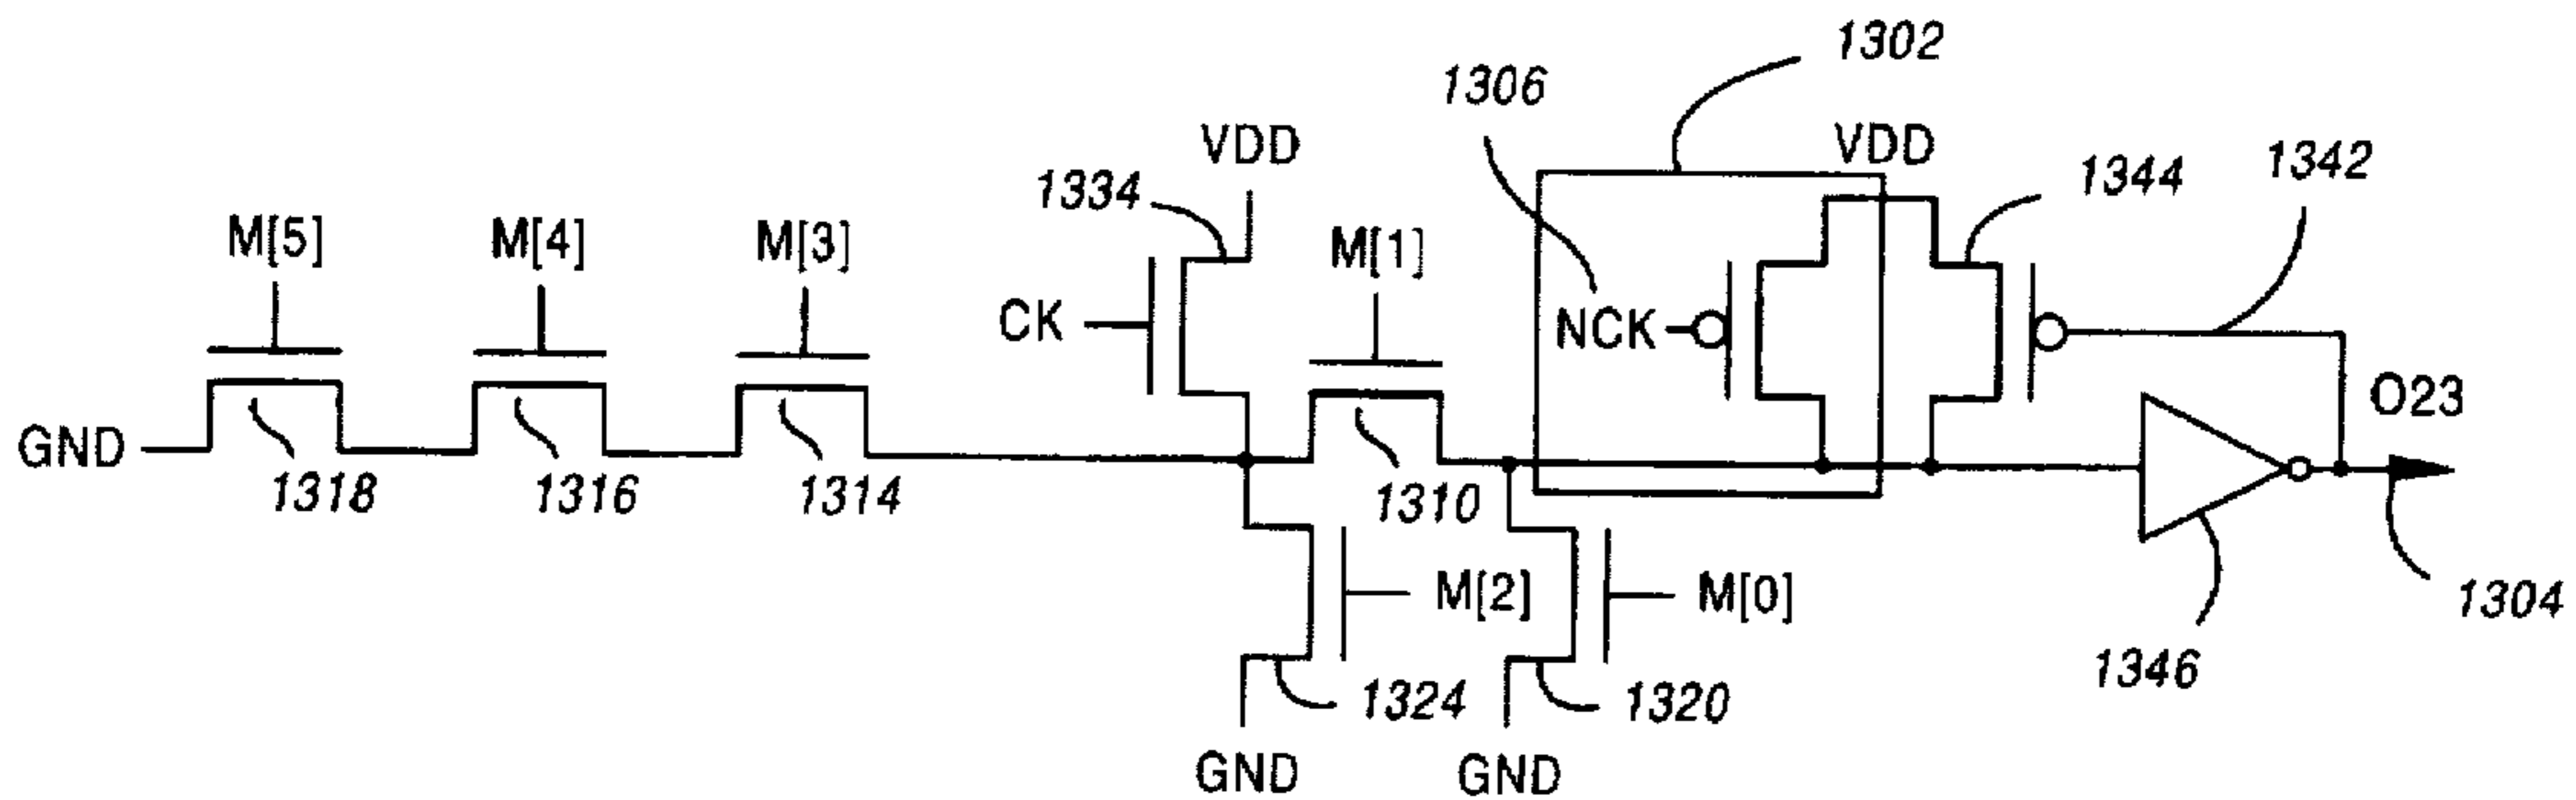 1302
1306
VDD
VDD
1342
1334
1344
M[5]
M[4]
M[3]
M[1]
CK
NCK
O23
GND
1318
1316
1314
1310
M[2]
M[0]
1304
1324
1320
1346
GND
GND